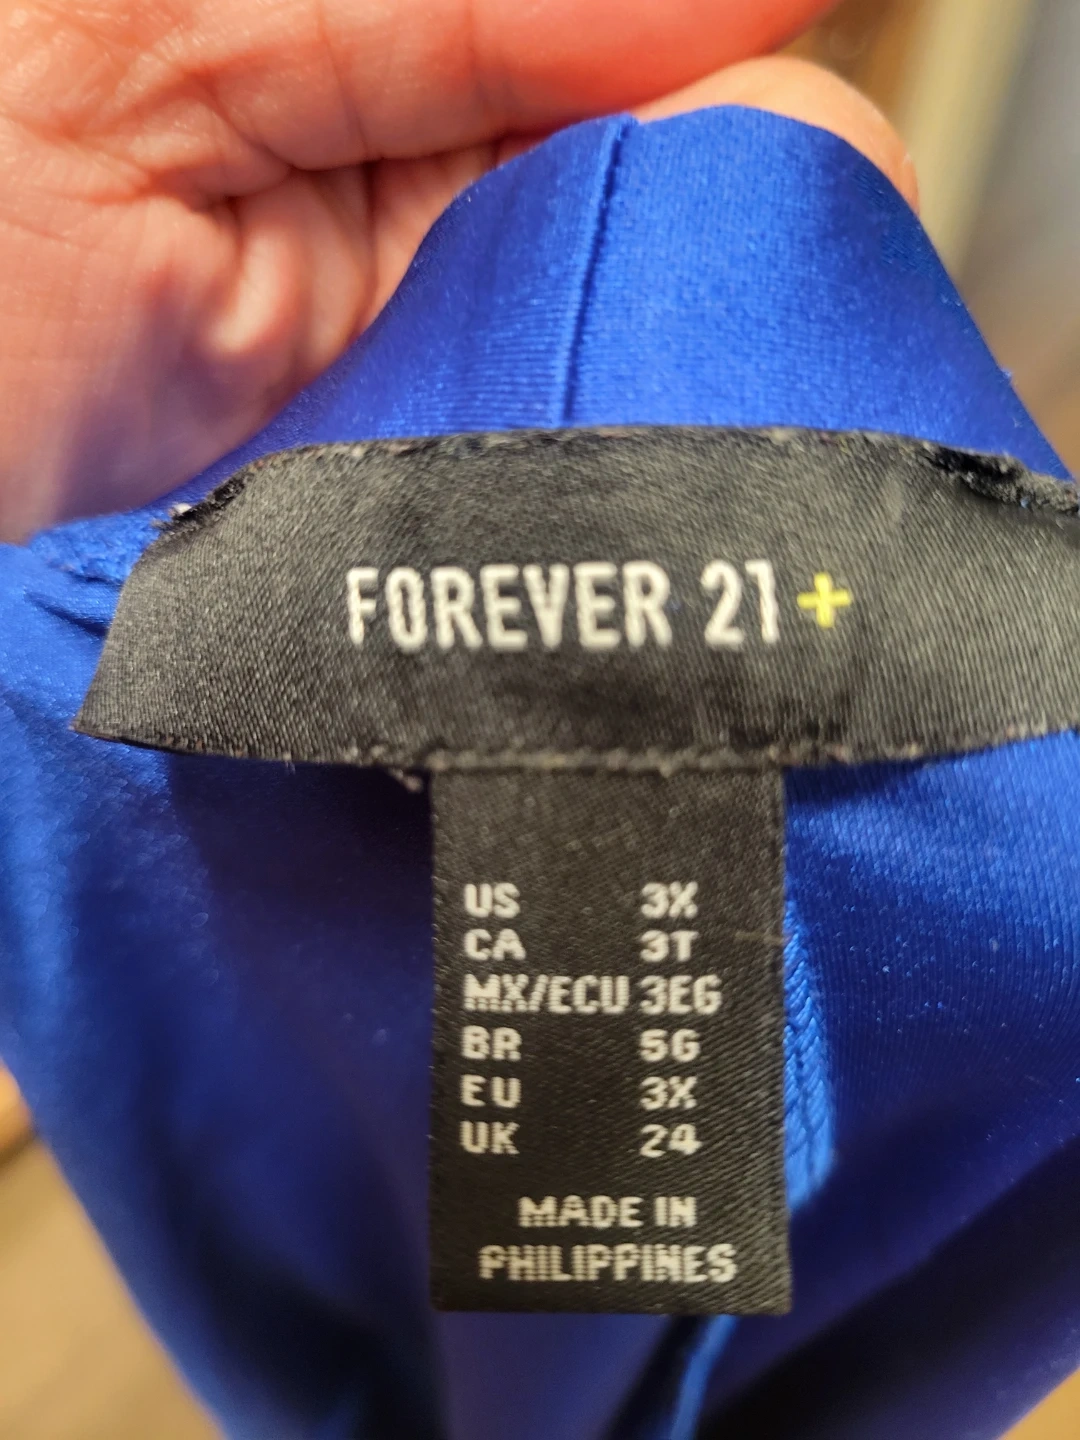 FOREVER 21+
US 3X
CA 3T
MX/ECU 3EG
BR 5G
EU 3X
UK 24
MADE IN
PHILIPPINES